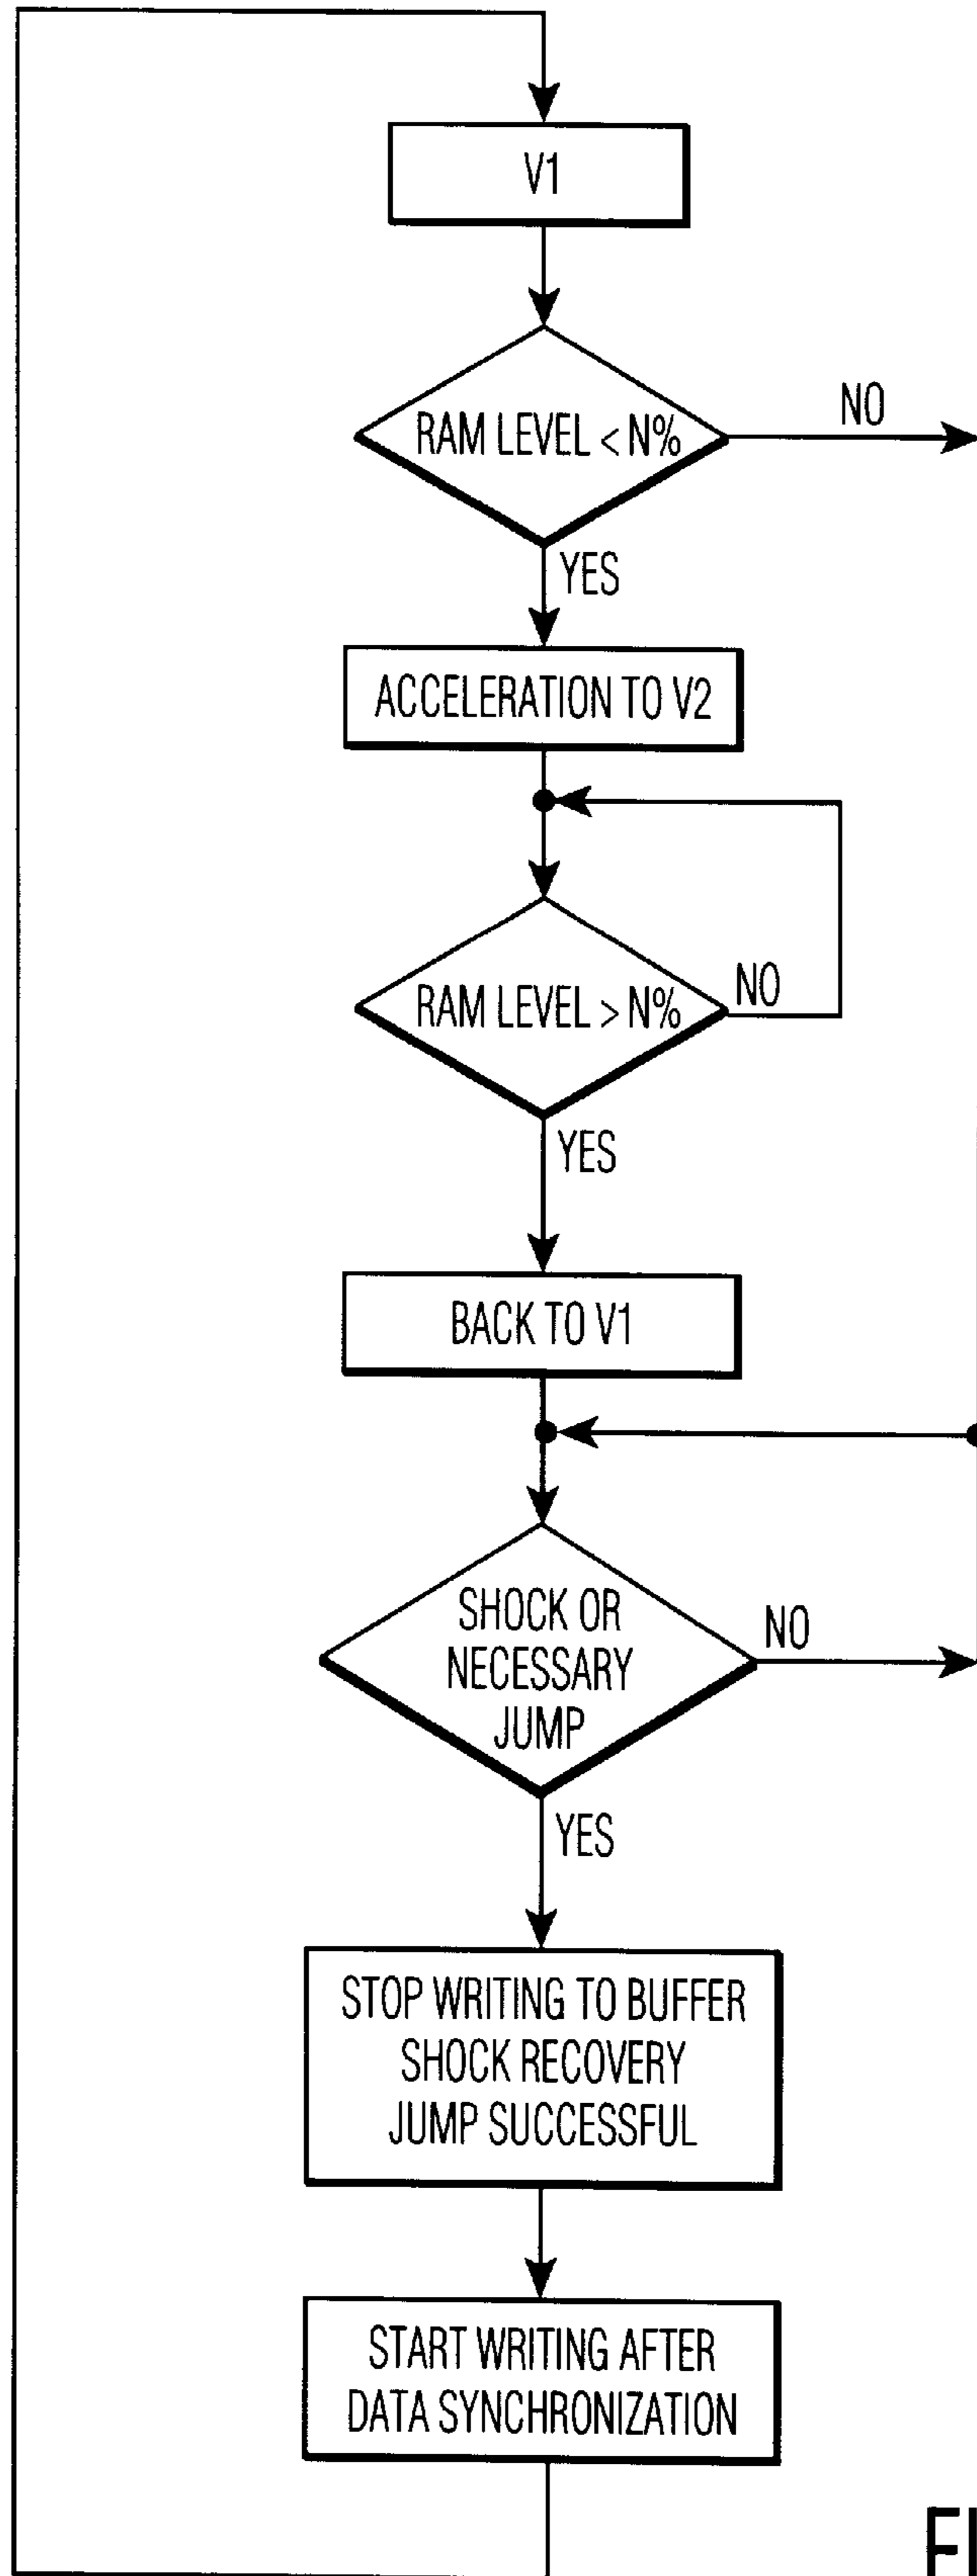 V1
RAM LEVEL < N%
NO
YES
ACCELERATION TO V2
RAM LEVEL > N%
NO
YES
BACK TO V1
SHOCK OR
NECESSARY
JUMP
NO
YES
STOP WRITING TO BUFFER
SHOCK RECOVERY
JUMP SUCCESSFUL
START WRITING AFTER
DATA SYNCHRONIZATION